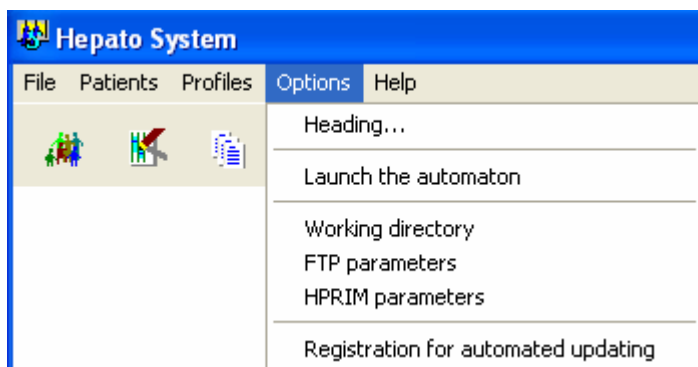 Hepato System
File Patients Profiles Options Help
Heading...
Launch the automaton
Working directory
FTP parameters
HPRIM parameters
Registration for automated updating